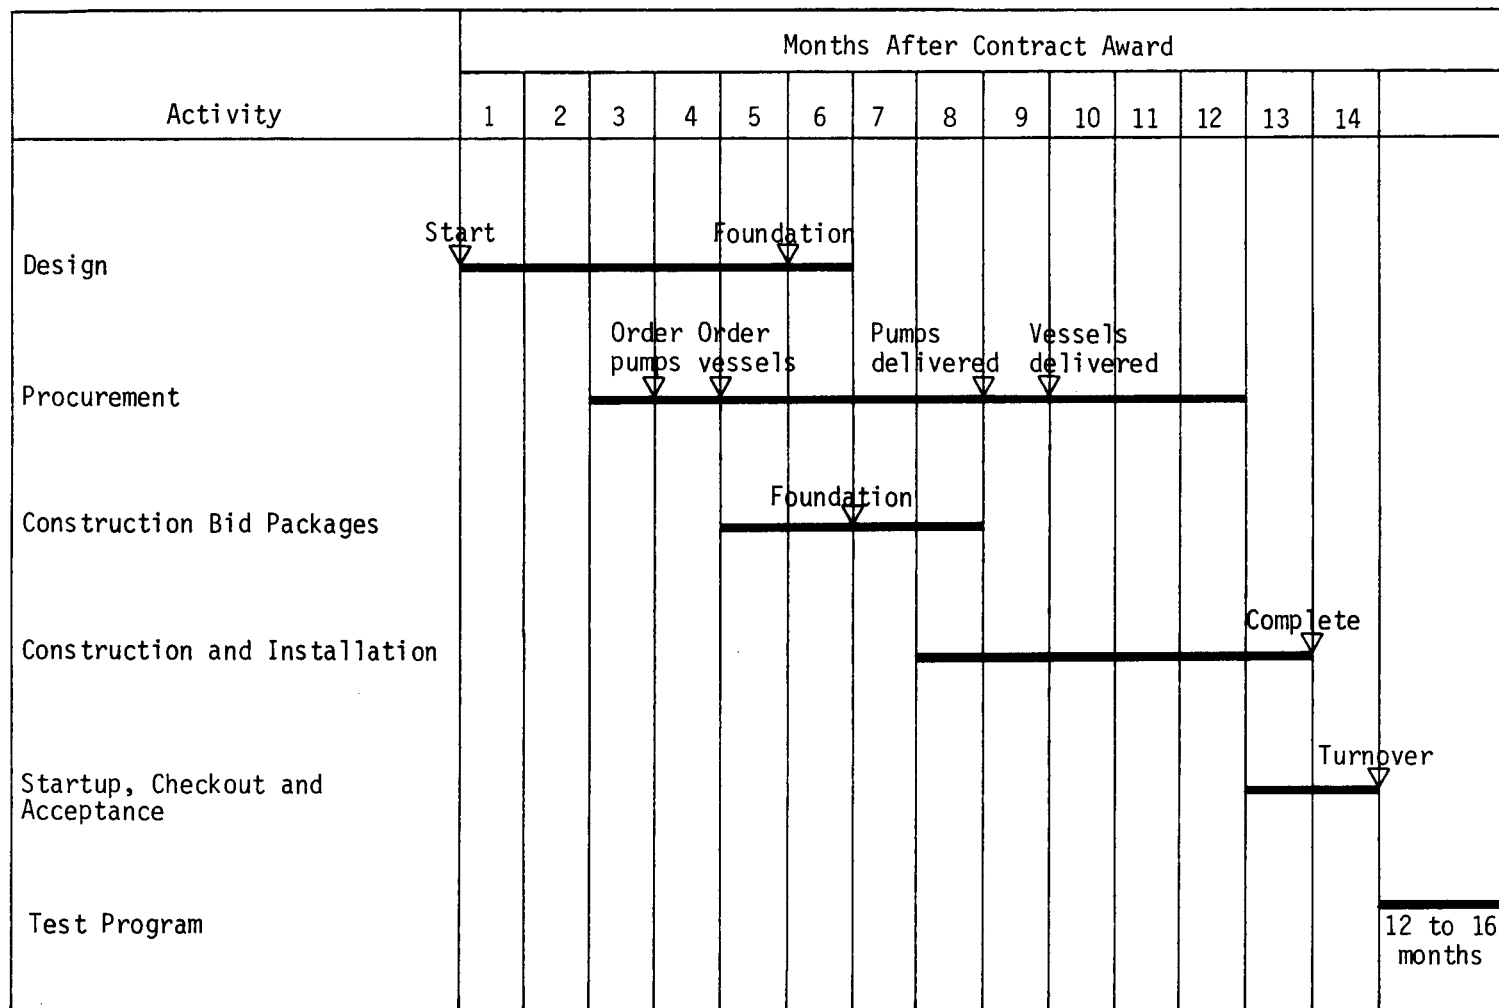 Months After Contract Award
Activity
1 2 3 4 5 6 7 8 9 10 11 12 13 14
Start Foundation
Design
Order Order Pumps Vessels
pumps vessels delivered delivered
Procurement
Foundation
Construction Bid Packages
Complete
Construction and Installation
Turnover
Startup, Checkout and
Acceptance
Test Program
12 to 16
months